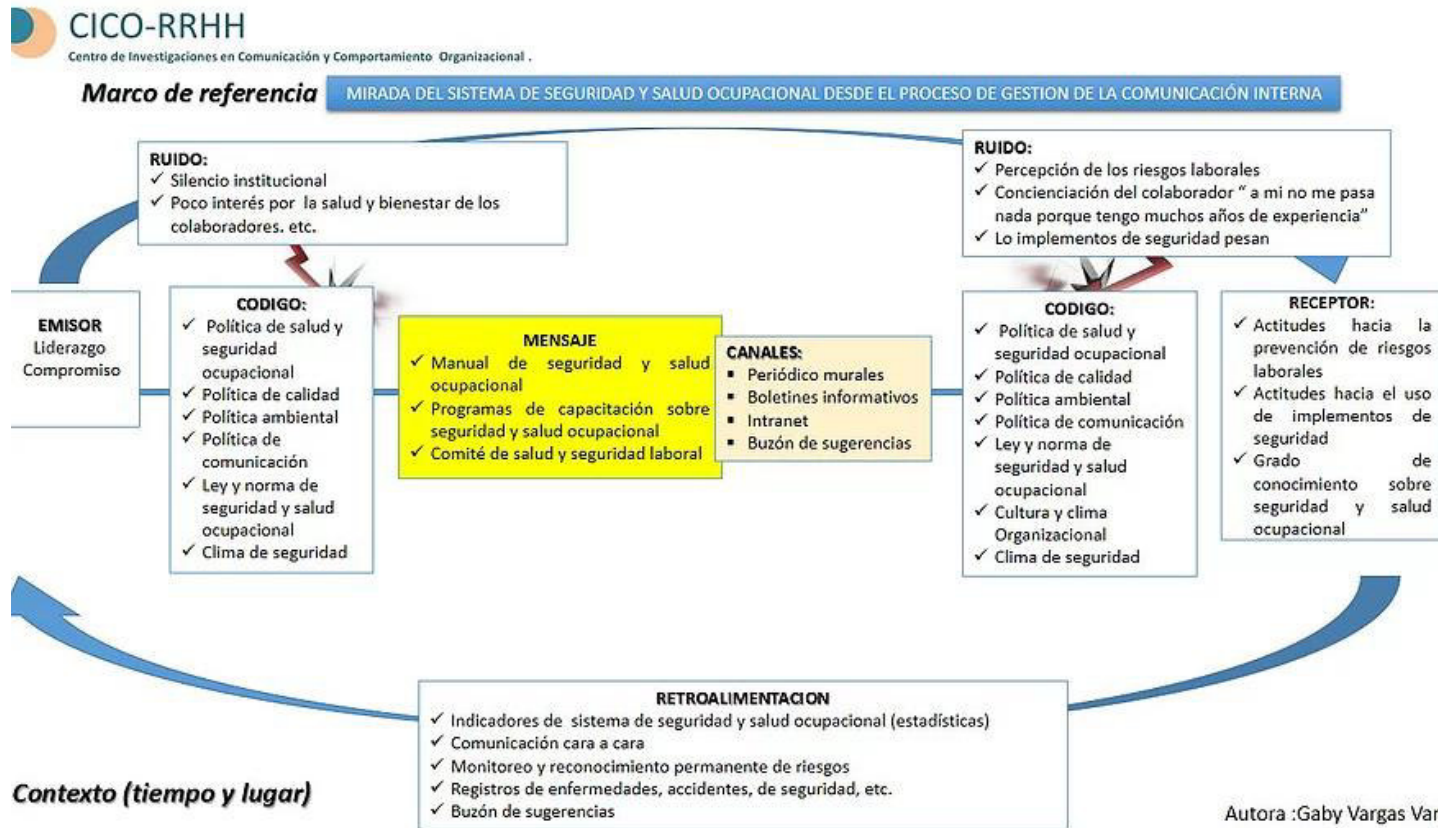 CICO-RRHH
Centro de Investigaciones en Comunicación y Comportamiento Organizacional .
Marco de referencia
MIRADA DEL SISTEMA DE SEGURIDAD Y SALUD OCUPACIONAL DESDE EL PROCESO DE GESTION DE LA COMUNICACIÓN INTERNA
RUIDO:
✓ Silencio institucional
✓ Poco interés por la salud y bienestar de los
colaboradores. etc.
RUIDO:
✓ Percepción de los riesgos laborales
✓ Concienciación del colaborador “ a mi no me pasa
nada porque tengo muchos años de experiencia”
✓ Lo implementos de seguridad pesan
EMISOR
Liderazgo
Compromiso
CODIGO:
✓ Política de salud y
seguridad
ocupacional
✓ Política de calidad
✓ Política ambiental
✓ Política de
comunicación
✓ Ley y norma de
seguridad y salud
ocupacional
✓ Clima de seguridad
MENSAJE
✓ Manual de seguridad y salud
ocupacional
✓ Programas de capacitación sobre
seguridad y salud ocupacional
✓ Comité de salud y seguridad laboral
CANALES:
▪ Periódico murales
▪ Boletines informativos
▪ Intranet
▪ Buzón de sugerencias
CODIGO:
✓ Política de salud y
seguridad ocupacional
✓ Política de calidad
✓ Política ambiental
✓ Política de comunicación
✓ Ley y norma de
seguridad y salud
ocupacional
✓ Cultura y clima
Organizacional
✓ Clima de seguridad
RECEPTOR:
✓ Actitudes hacia la
prevención de riesgos
laborales
✓ Actitudes hacia el uso
de implementos de
seguridad
✓ Grado de
conocimiento sobre
seguridad y salud
ocupacional
RETROALIMENTACION
✓ Indicadores de sistema de seguridad y salud ocupacional (estadísticas)
✓ Comunicación cara a cara
✓ Monitoreo y reconocimiento permanente de riesgos
✓ Registros de enfermedades, accidentes, de seguridad, etc.
✓ Buzón de sugerencias
Contexto (tiempo y lugar)
Autora :Gaby Vargas Var